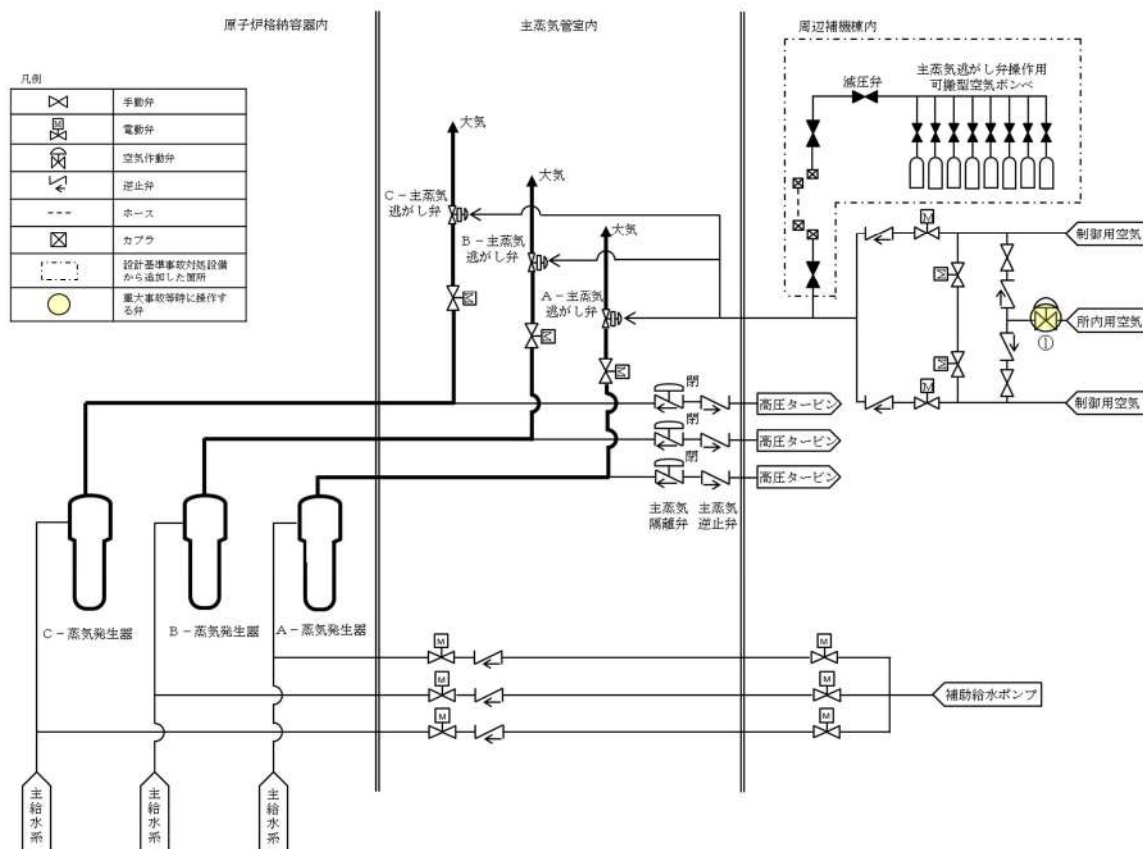 原子炉格納容器内
主蒸気管室内
周辺補機棟内
凡例
手動弁
M
電動弁
空気作動弁
逆止弁
ホース
カプラ
設計基準事故対処設備
から追加した箇所
重大事故等時に操作す
る弁
減圧弁
主蒸気逃がし弁操作用
可搬型空気ボンベ
大気
C－主蒸気
逃がし弁
M
大気
B－主蒸気
逃がし弁
M
大気
A－主蒸気
逃がし弁
M
M
制御用空気
M
所内用空気
①
M
M
制御用空気
閉
高圧タービン
閉
高圧タービン
閉
高圧タービン
主蒸気
隔離弁
主蒸気
逆止弁
C－蒸気発生器
B－蒸気発生器
A－蒸気発生器
M
M
M
M
M
M
補助給水ポンプ
主給水系
主給水系
主給水系